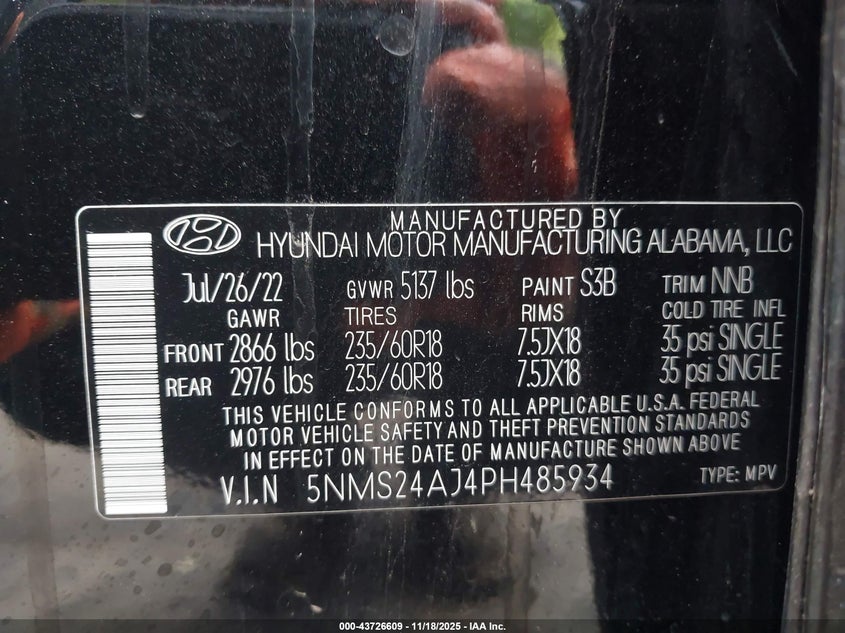 MANUFACTURED BY
HYUNDAI MOTOR MANUFACTURING ALABAMA, LLC
Jul/26/22 GVWR 5137 lbs PAINT S3B TRIM NNB
GAWR TIRES RIMS COLD TIRE INFL
FRONT 2866 lbs 235/60R18 7.5JX18 35 psi SINGLE
REAR 2976 lbs 235/60R18 7.5JX18 35 psi SINGLE
THIS VEHICLE CONFORMS TO ALL APPLICABLE U.S.A. FEDERAL
MOTOR VEHICLE SAFETY AND THEFT PREVENTION STANDARDS
IN EFFECT ON THE DATE OF MANUFACTURE SHOWN ABOVE
V.I.N 5NMS24AJ4PH485934 TYPE: MPV
000-43726609 - 11/18/2025 - IAA Inc.